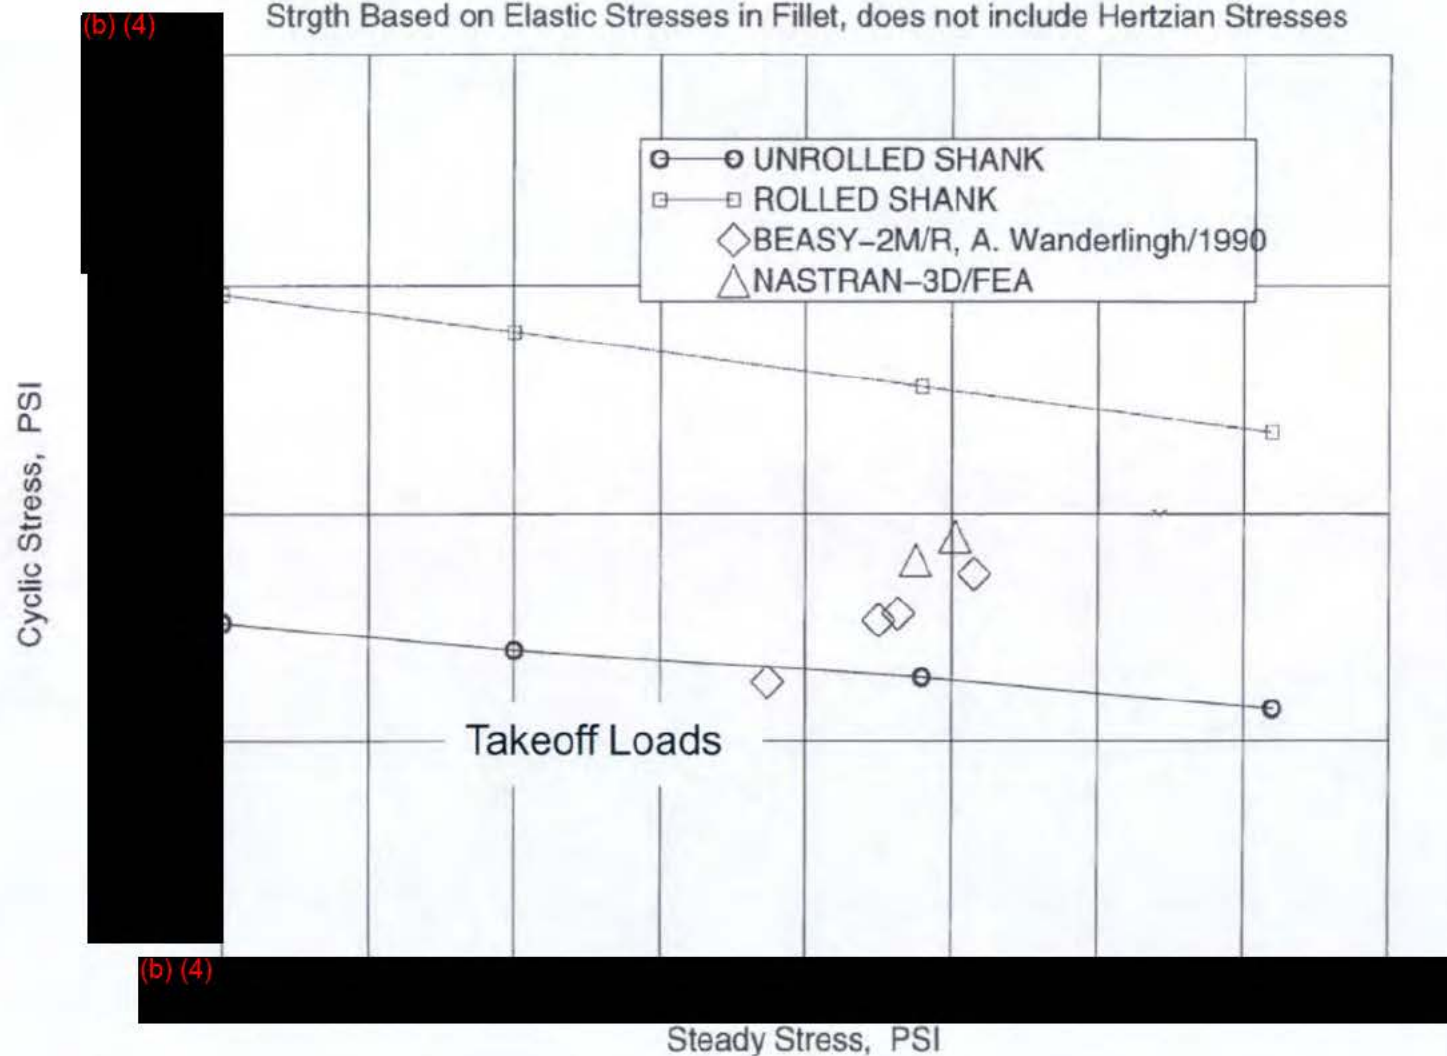 (b) (4)
Strgth Based on Elastic Stresses in Fillet, does not include Hertzian Stresses
UNROLLED SHANK
ROLLED SHANK
BEASY-2M/R, A. Wanderlingh/1990
NASTRAN-3D/FEA
Cyclic Stress, PSI
Takeoff Loads
(b) (4)
Steady Stress, PSI